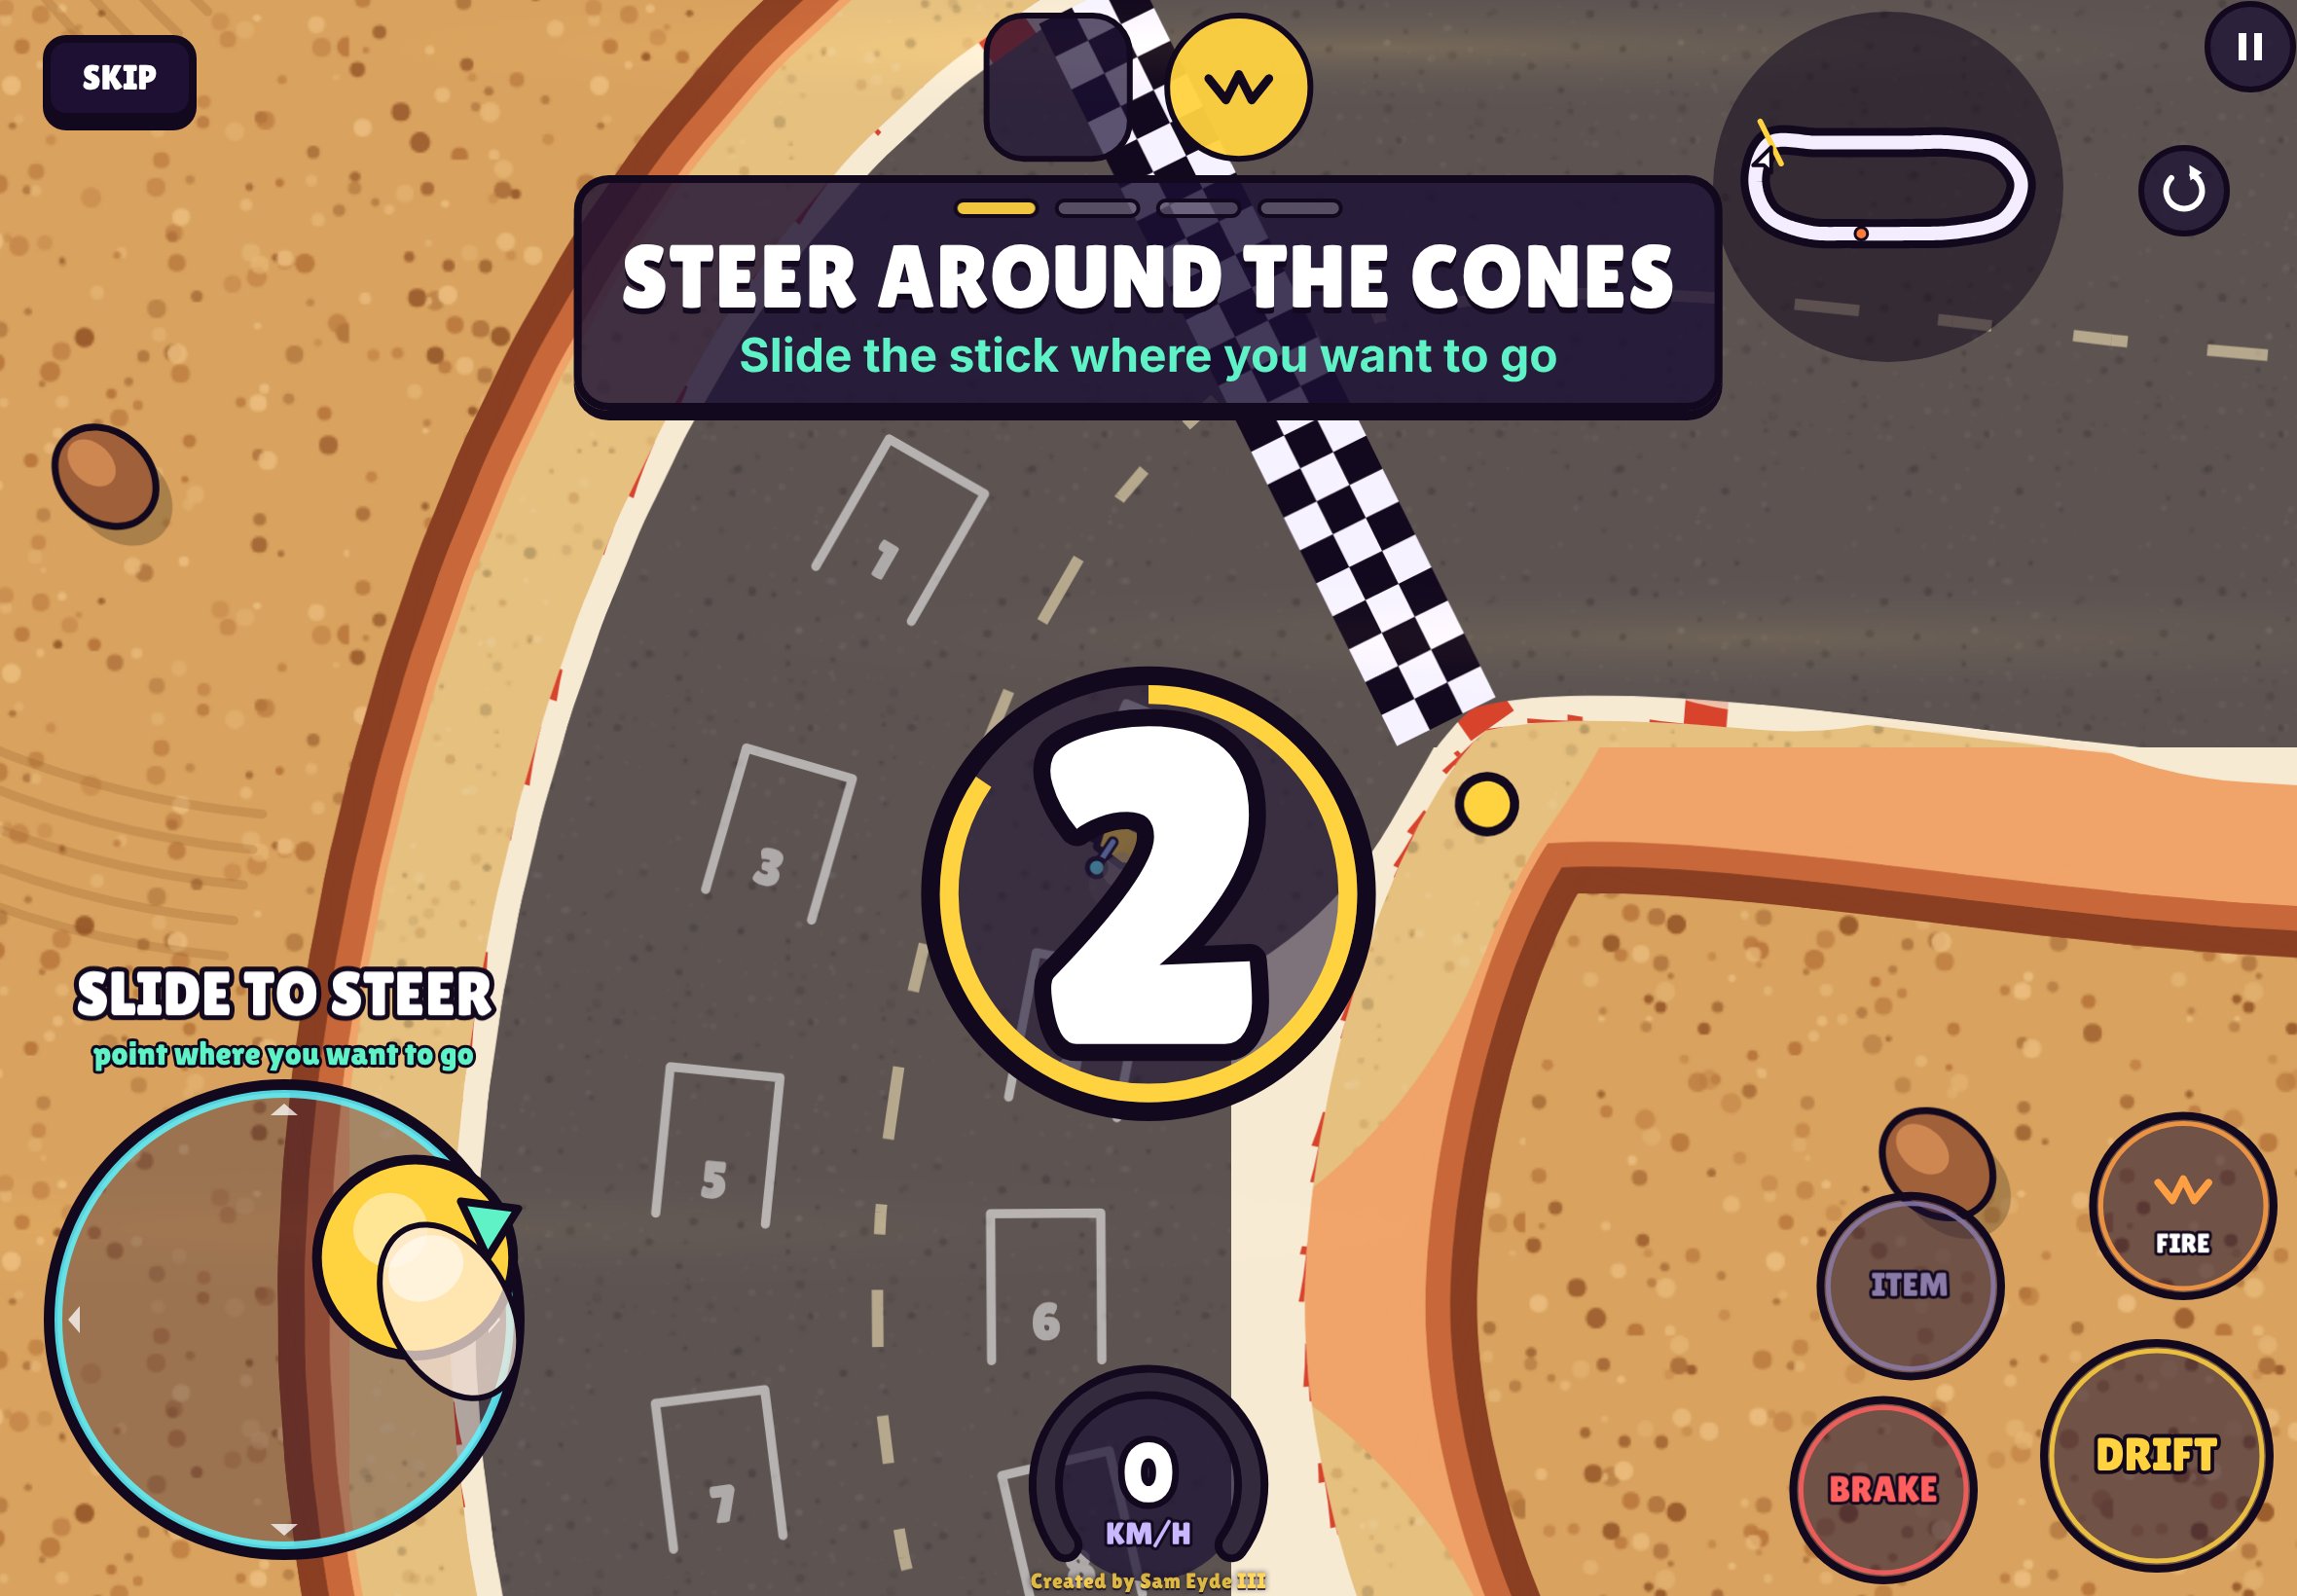 SKIP
STEER AROUND THE CONES
Slide the stick where you want to go
1
2
3
SLIDE TO STEER
point where you want to go
5
6
7
0
KM/H
FIRE
ITEM
DRIFT
BRAKE
Created by Sam Eyde III